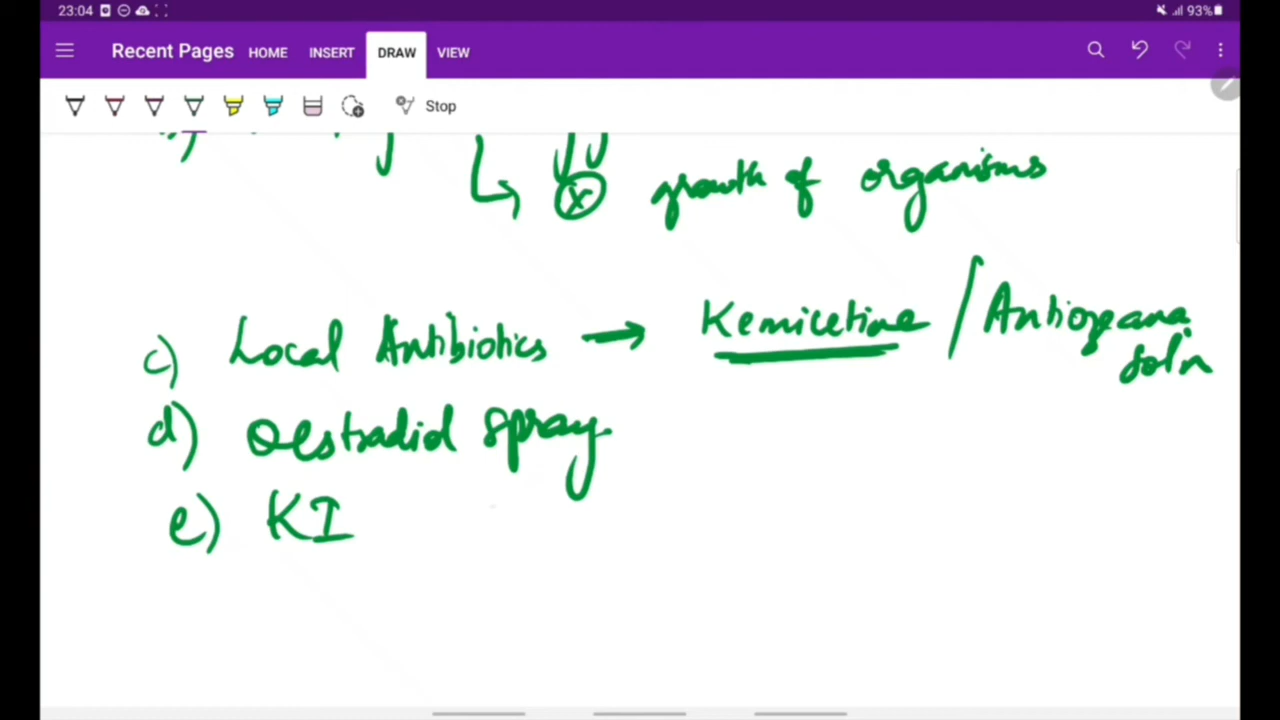 23:04 93%
Recent Pages HOME INSERT DRAW VIEW
Stop
growth of organisms
c) Local Antibiotics → Kemicetine / Antiozaena
soln
d) Oestradiol Spray
e) KI